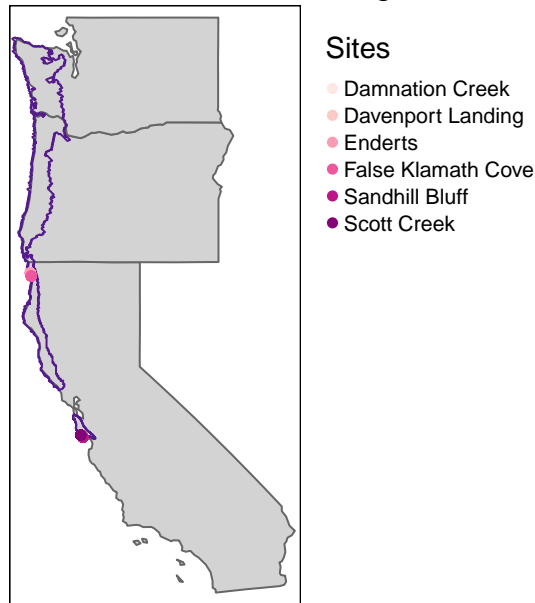 Sites
Damnation Creek
Davenport Landing
Enderts
False Klamath Cove
Sandhill Bluff
Scott Creek